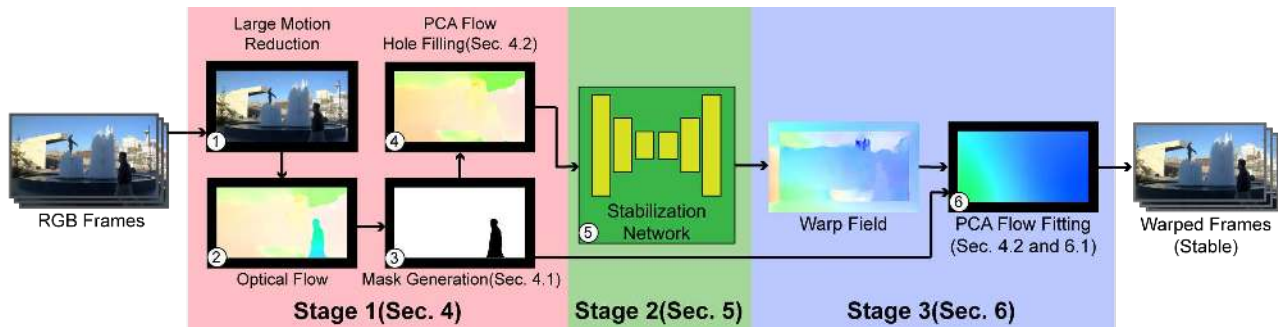 RGB Frames
Large Motion
Reduction
1
2
Optical Flow
PCA Flow
Hole Filling(Sec. 4.2)
4
3
Mask Generation(Sec. 4.1)
Stage 1(Sec. 4)
Stabilization
Network
5
Stage 2(Sec. 5)
Warp Field
6
PCA Flow Fitting
(Sec. 4.2 and 6.1)
Stage 3(Sec. 6)
Warped Frames
(Stable)